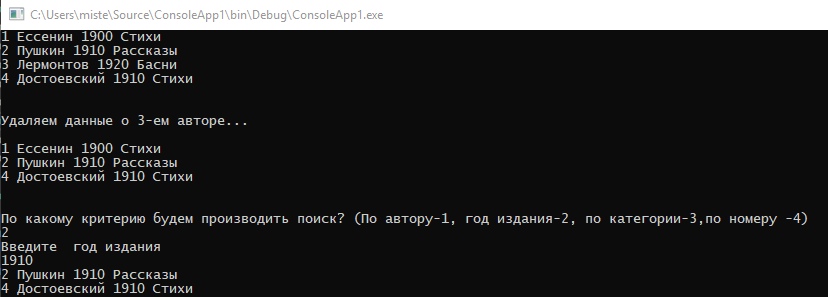 C:\Users\miste\Source\ConsoleApp1\bin\Debug\ConsoleApp1.exe
1 Ессенин 1900 Стихи
2 Пушкин 1910 Рассказы
3 Лермонтов 1920 Басни
4 Достоевский 1910 Стихи
Удаляем данные о 3-ем авторе...
1 Ессенин 1900 Стихи
2 Пушкин 1910 Рассказы
4 Достоевский 1910 Стихи
По какому критерию будем производить поиск? (По автору-1, год издания-2, по категории-3,по номеру -4)
2
Введите  год издания
1910
2 Пушкин 1910 Рассказы
4 Достоевский 1910 Стихи